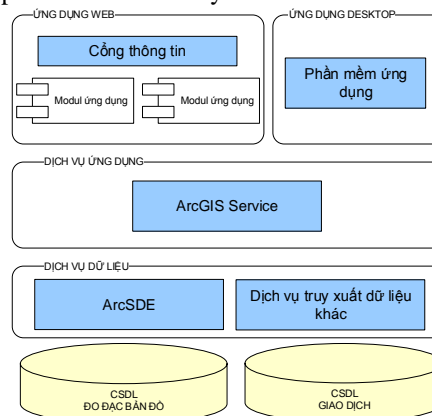 ỨNG DỤNG WEB
ỨNG DỤNG DESKTOP
Cổng thông tin
Phần mềm ứng
dụng
Modul ứng dụng
Modul ứng dụng
DỊCH VỤ ỨNG DỤNG
ArcGIS Service
DỊCH VỤ DỮ LIỆU
ArcSDE
Dịch vụ truy xuất dữ liệu
khác
CSDL
ĐO ĐẠC BẢN ĐỒ
CSDL
GIAO DỊCH